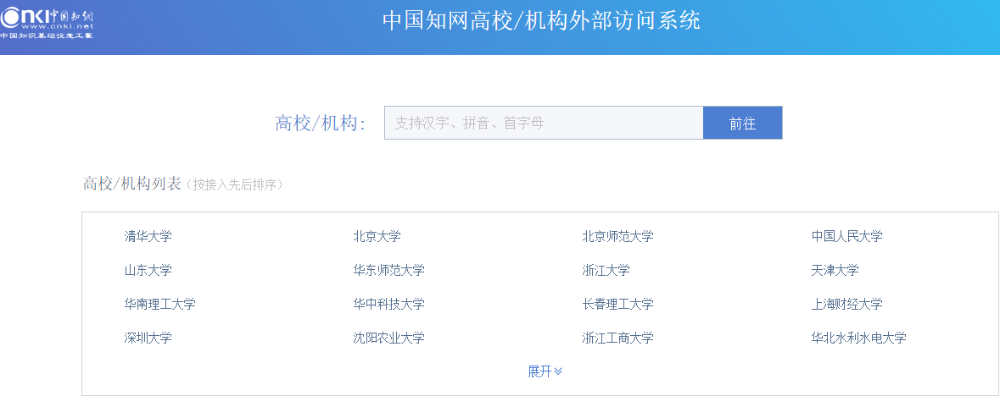 cnki中国知网
www.cnki.net
中国知识基础设施工程
中国知网高校/机构外部访问系统
高校/机构：
支持汉字、拼音、首字母
前往
高校/机构列表（按接入先后排序）
清华大学 北京大学 北京师范大学 中国人民大学
山东大学 华东师范大学 浙江大学 天津大学
华南理工大学 华中科技大学 长春理工大学 上海财经大学
深圳大学 沈阳农业大学 浙江工商大学 华北水利水电大学
展开